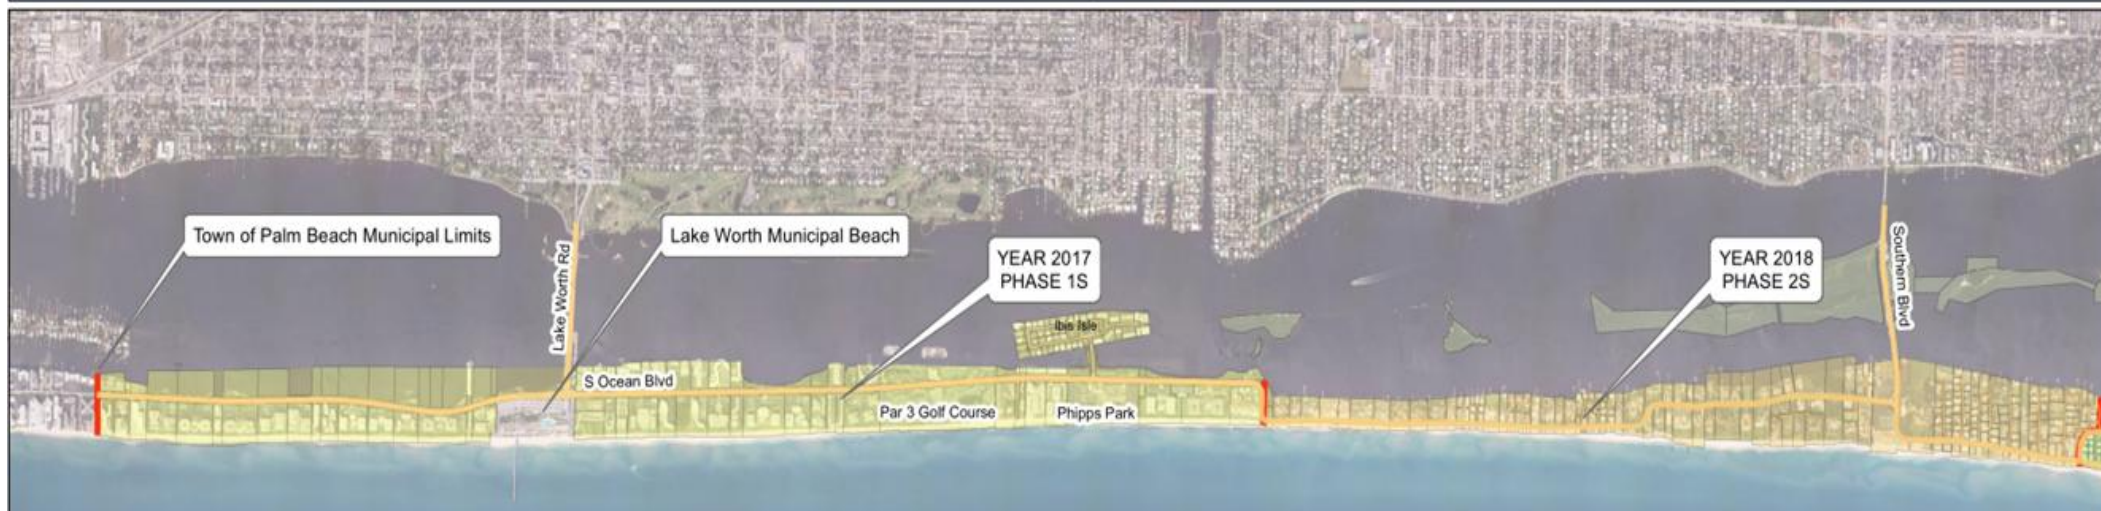 Town of Palm Beach Municipal Limits
Lake Worth Rd
Lake Worth Municipal Beach
YEAR 2017
PHASE 1S
YEAR 2018
PHASE 2S
Southern Blvd
Ibis Isle
S Ocean Blvd
Par 3 Golf Course
Phipps Park